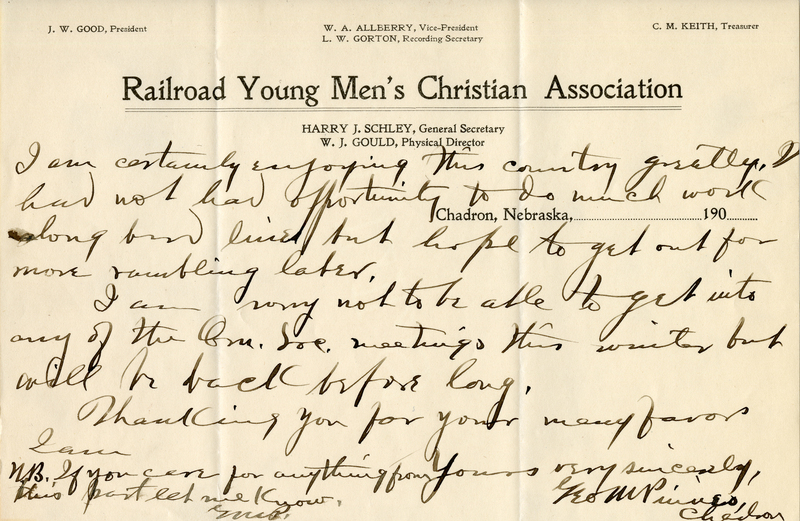 J. W. GOOD, President
W. A. ALLBERRY, Vice-President
L. W. GORTON, Recording Secretary
C. M. KEITH, Treasurer
Railroad Young Men's Christian Association
HARRY J. SCHLEY, General Secretary
W. J. GOULD, Physical Director
Chadron, Nebraska, 190
I am certainly enjoying this country greatly. I
had not had opportunity to do much work
along bird lines but hope to get out for
more rambling later.
I am sorry not to be able to get into
any of the Orn. Soc. meetings this winter but
will be back before long.
Thanking you for your many favors
I am
Yours very sincerely,
Geo M Pinneo,
Chadron
N.B. If you care for anything from
this part let me know.
G.M.P.